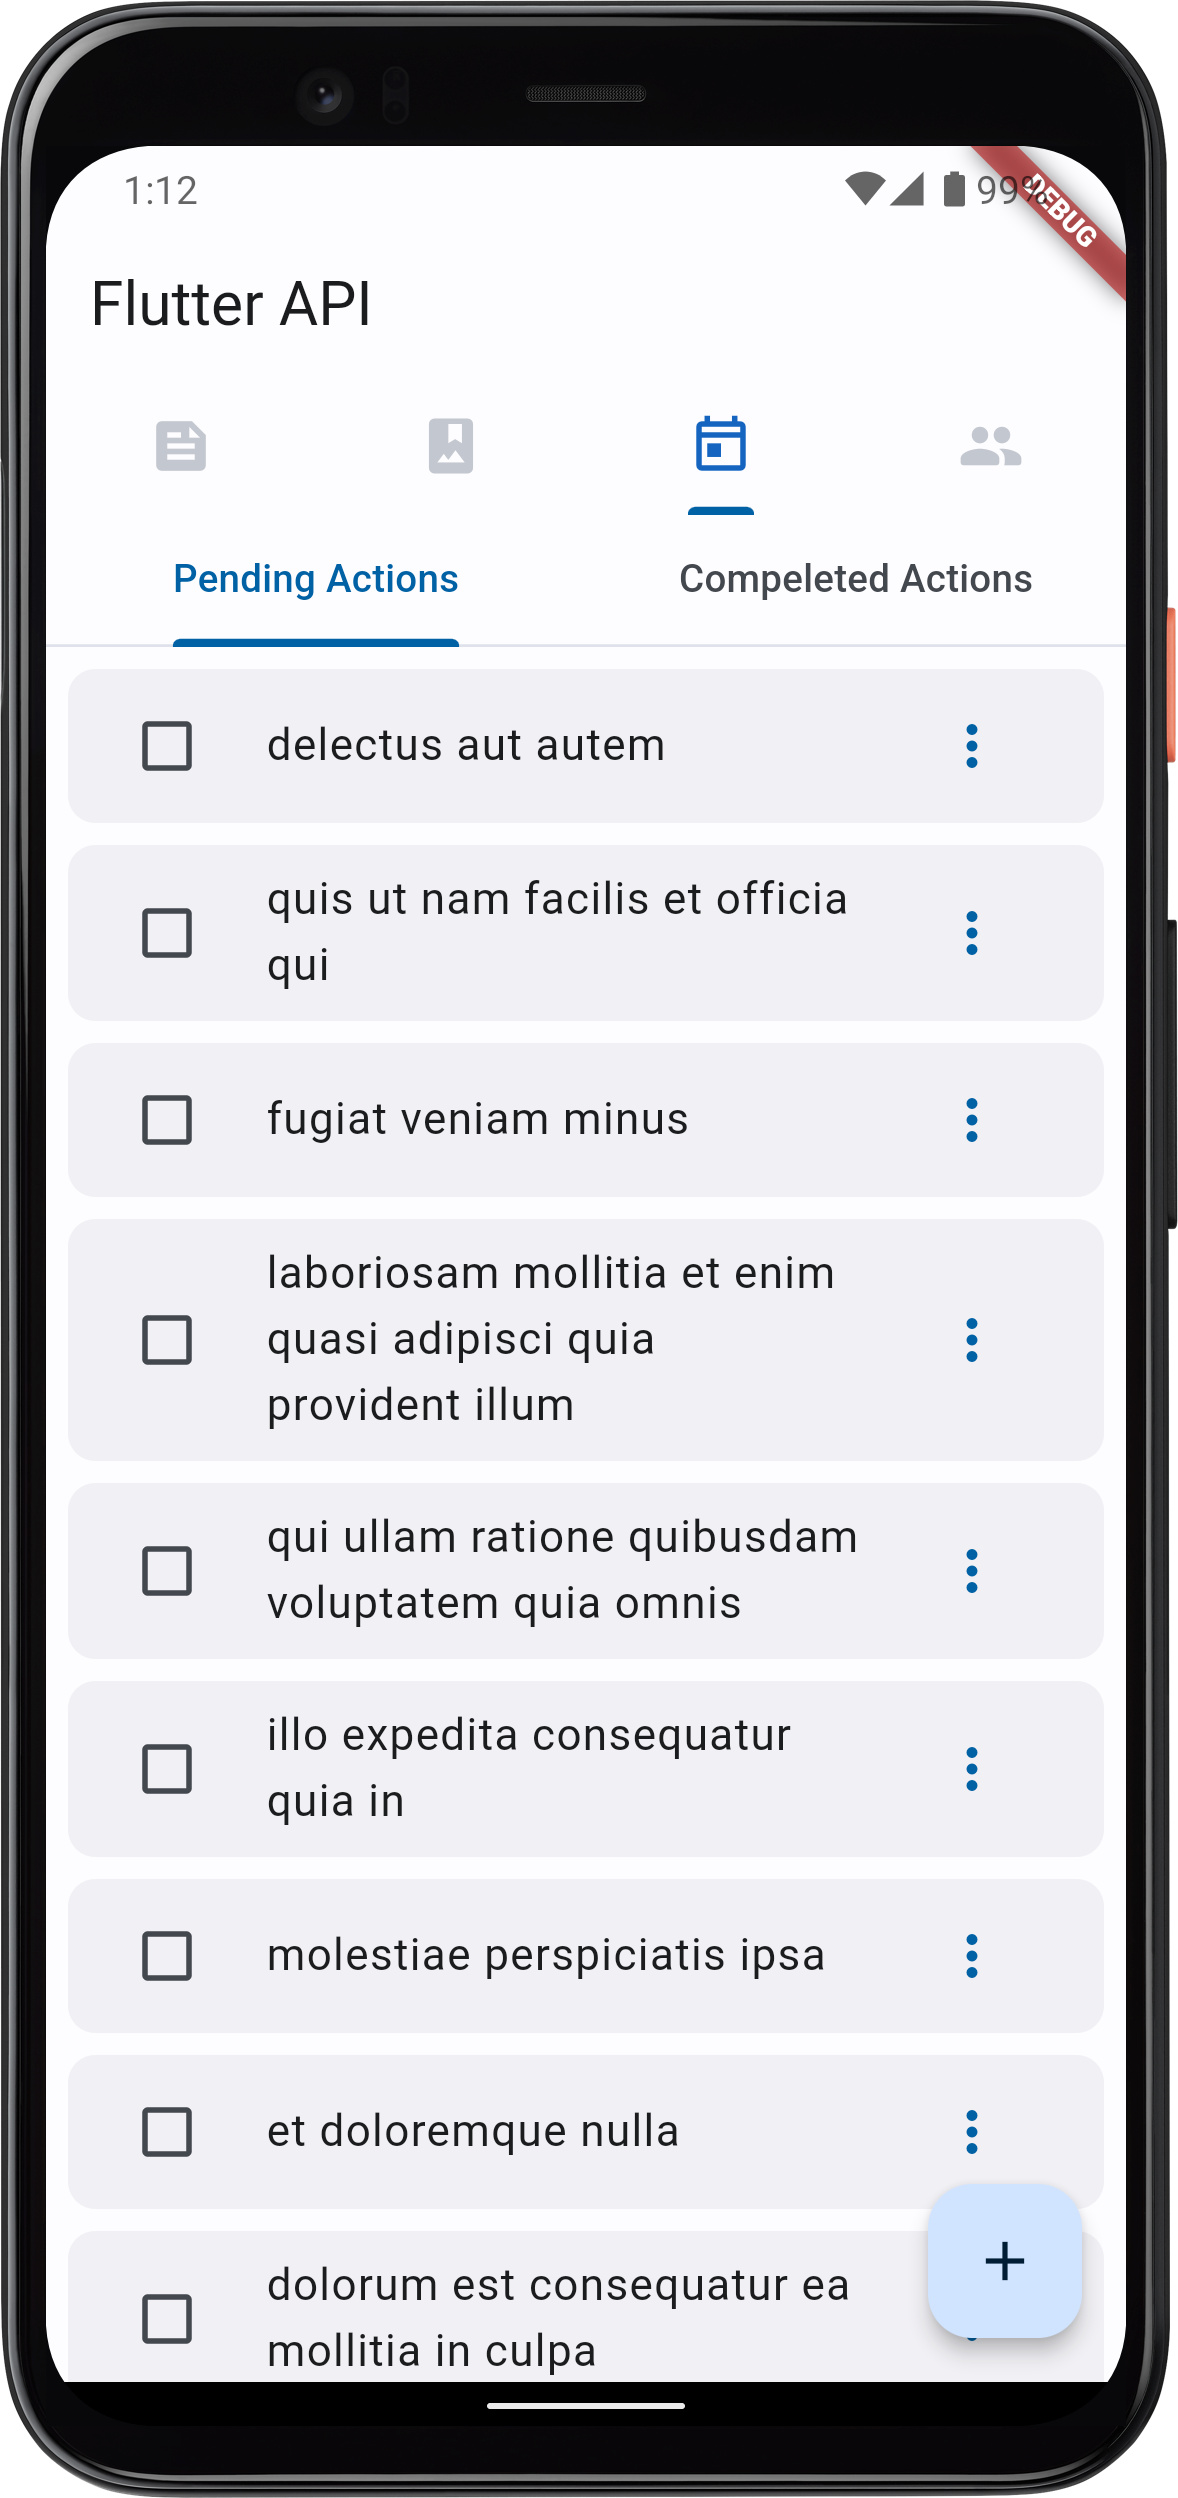 1:12
99%
DEBUG
Flutter API
Pending Actions
Compeleted Actions
delectus aut autem
quis ut nam facilis et officia
qui
fugiat veniam minus
laboriosam mollitia et enim
quasi adipisci quia
provident illum
qui ullam ratione quibusdam
voluptatem quia omnis
illo expedita consequatur
quia in
molestiae perspiciatis ipsa
et doloremque nulla
dolorum est consequatur ea
mollitia in culpa